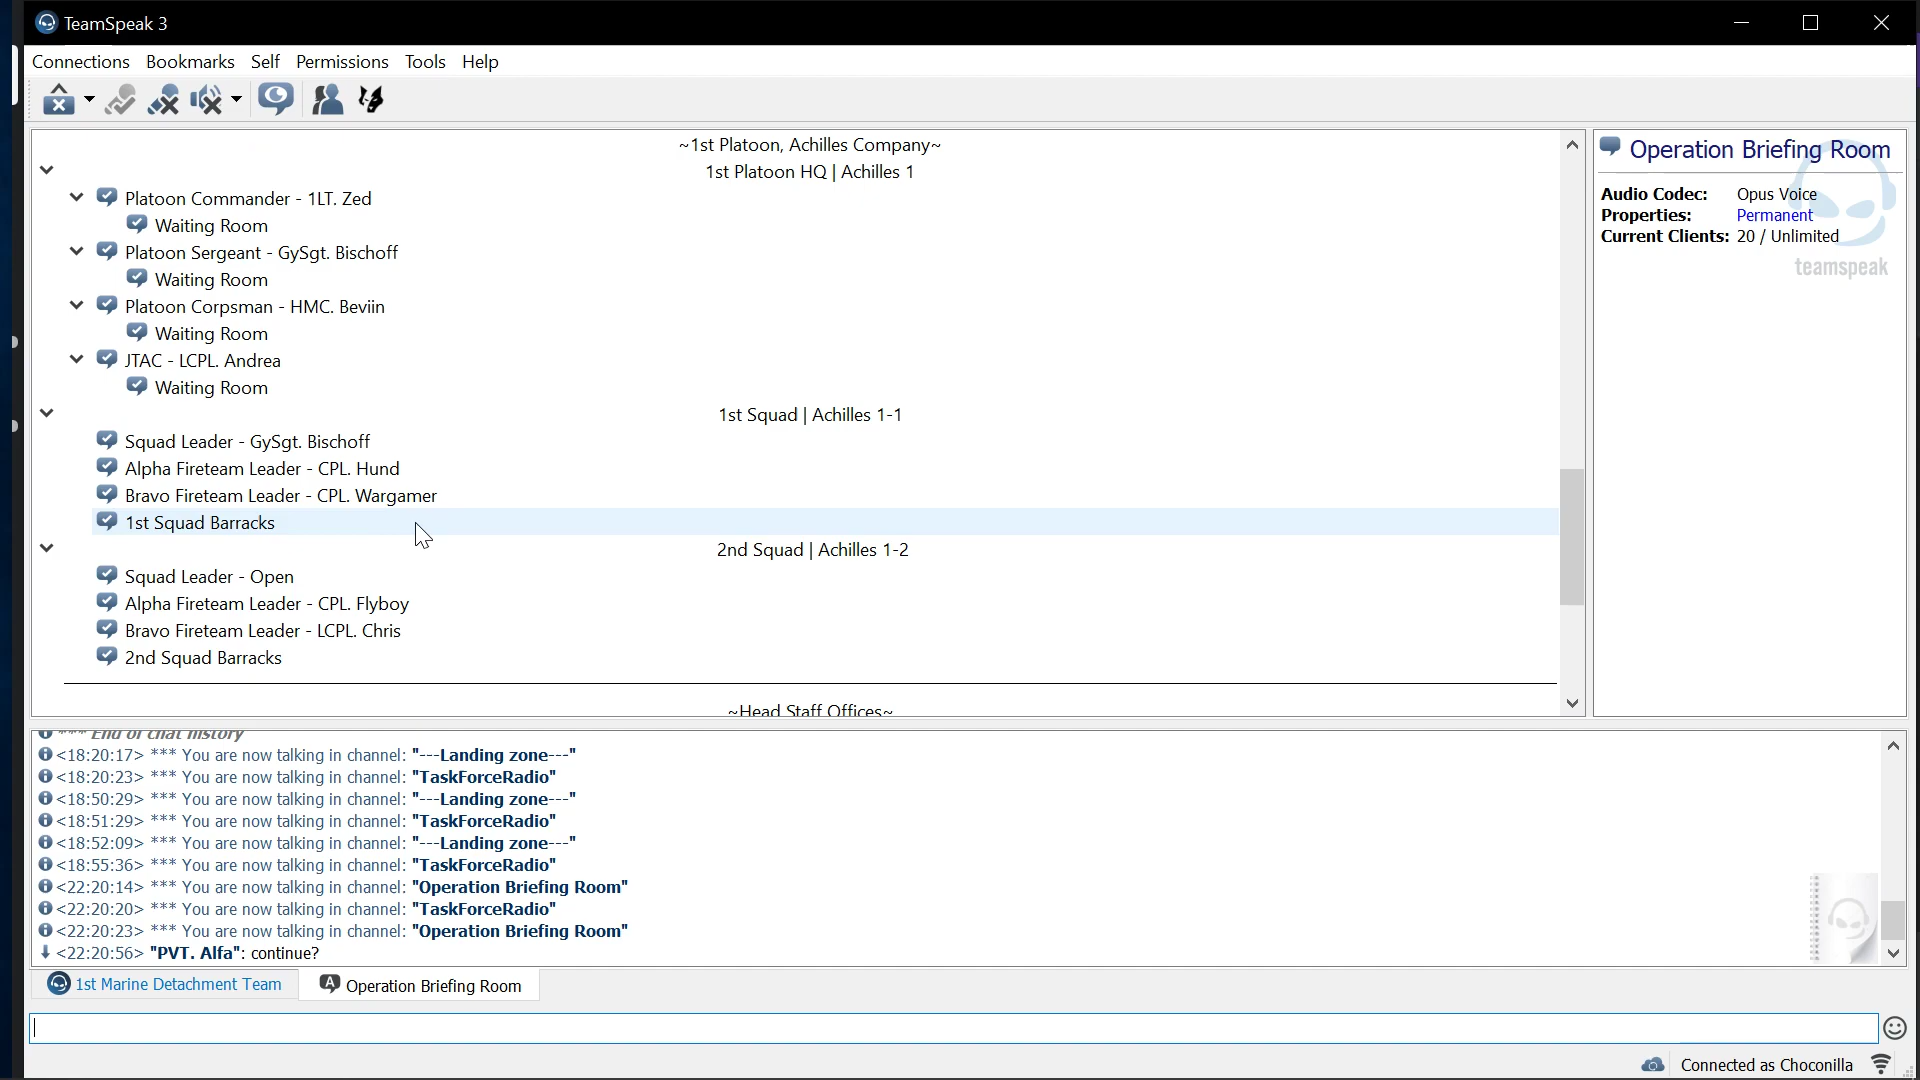 TeamSpeak 3
Connections Bookmarks Self Permissions Tools Help
~1st Platoon, Achilles Company~
1st Platoon HQ | Achilles 1
Platoon Commander - 1LT. Zed
Waiting Room
Platoon Sergeant - GySgt. Bischoff
Waiting Room
Platoon Corpsman - HMC. Beviin
Waiting Room
JTAC - LCPL. Andrea
Waiting Room
1st Squad | Achilles 1-1
Squad Leader - GySgt. Bischoff
Alpha Fireteam Leader - CPL. Hund
Bravo Fireteam Leader - CPL. Wargamer
1st Squad Barracks
2nd Squad | Achilles 1-2
Squad Leader - Open
Alpha Fireteam Leader - CPL. Flyboy
Bravo Fireteam Leader - LCPL. Chris
2nd Squad Barracks
~Head Staff Offices~
Operation Briefing Room
Audio Codec: Opus Voice
Properties: Permanent
Current Clients: 20 / Unlimited
teamspeak
*** End of chat history
<18:20:17> *** You are now talking in channel: "---Landing zone---"
<18:20:23> *** You are now talking in channel: "TaskForceRadio"
<18:50:29> *** You are now talking in channel: "---Landing zone---"
<18:51:29> *** You are now talking in channel: "TaskForceRadio"
<18:52:09> *** You are now talking in channel: "---Landing zone---"
<18:55:36> *** You are now talking in channel: "TaskForceRadio"
<22:20:14> *** You are now talking in channel: "Operation Briefing Room"
<22:20:20> *** You are now talking in channel: "TaskForceRadio"
<22:20:23> *** You are now talking in channel: "Operation Briefing Room"
<22:20:56> "PVT. Alfa": continue?
1st Marine Detachment Team
A Operation Briefing Room
Connected as Choconilla